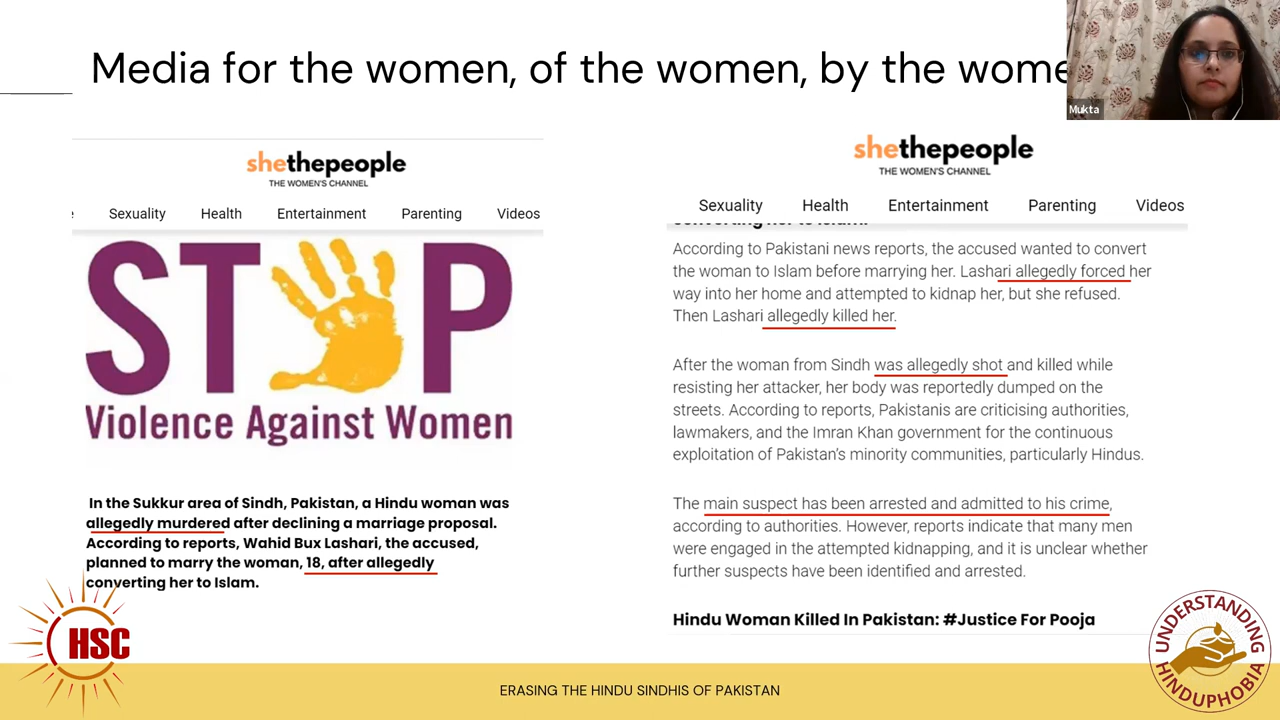 Media for the women, of the women, by the wome
Mukta
shethepeople
THE WOMEN'S CHANNEL
Sexuality Health Entertainment Parenting Videos
STOP
Violence Against Women
In the Sukkur area of Sindh, Pakistan, a Hindu woman was
allegedly murdered after declining a marriage proposal.
According to reports, Wahid Bux Lashari, the accused,
planned to marry the woman, 18, after allegedly
converting her to Islam.
shethepeople
THE WOMEN'S CHANNEL
Sexuality Health Entertainment Parenting Videos
converting her to Islam.
According to Pakistani news reports, the accused wanted to convert
the woman to Islam before marrying her. Lashari allegedly forced her
way into her home and attempted to kidnap her, but she refused.
Then Lashari allegedly killed her.
After the woman from Sindh was allegedly shot and killed while
resisting her attacker, her body was reportedly dumped on the
streets. According to reports, Pakistanis are criticising authorities,
lawmakers, and the Imran Khan government for the continuous
exploitation of Pakistan's minority communities, particularly Hindus.
The main suspect has been arrested and admitted to his crime,
according to authorities. However, reports indicate that many men
were engaged in the attempted kidnapping, and it is unclear whether
further suspects have been identified and arrested.
Hindu Woman Killed In Pakistan: #Justice For Pooja
HSC
UNDERSTANDING
HINDUPHOBIA
ERASING THE HINDU SINDHIS OF PAKISTAN